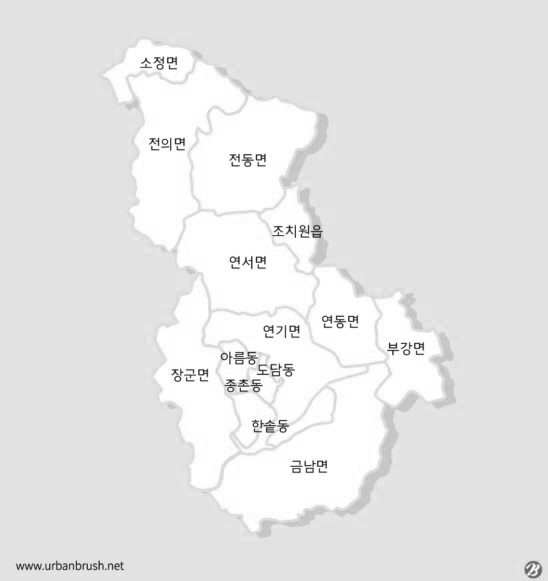 소정면
전의면
전동면
조치원읍
연서면
연동면
연기면
부강면
아름동
도담동
장군면
종촌동
한솔동
금남면
www.urbanbrush.net